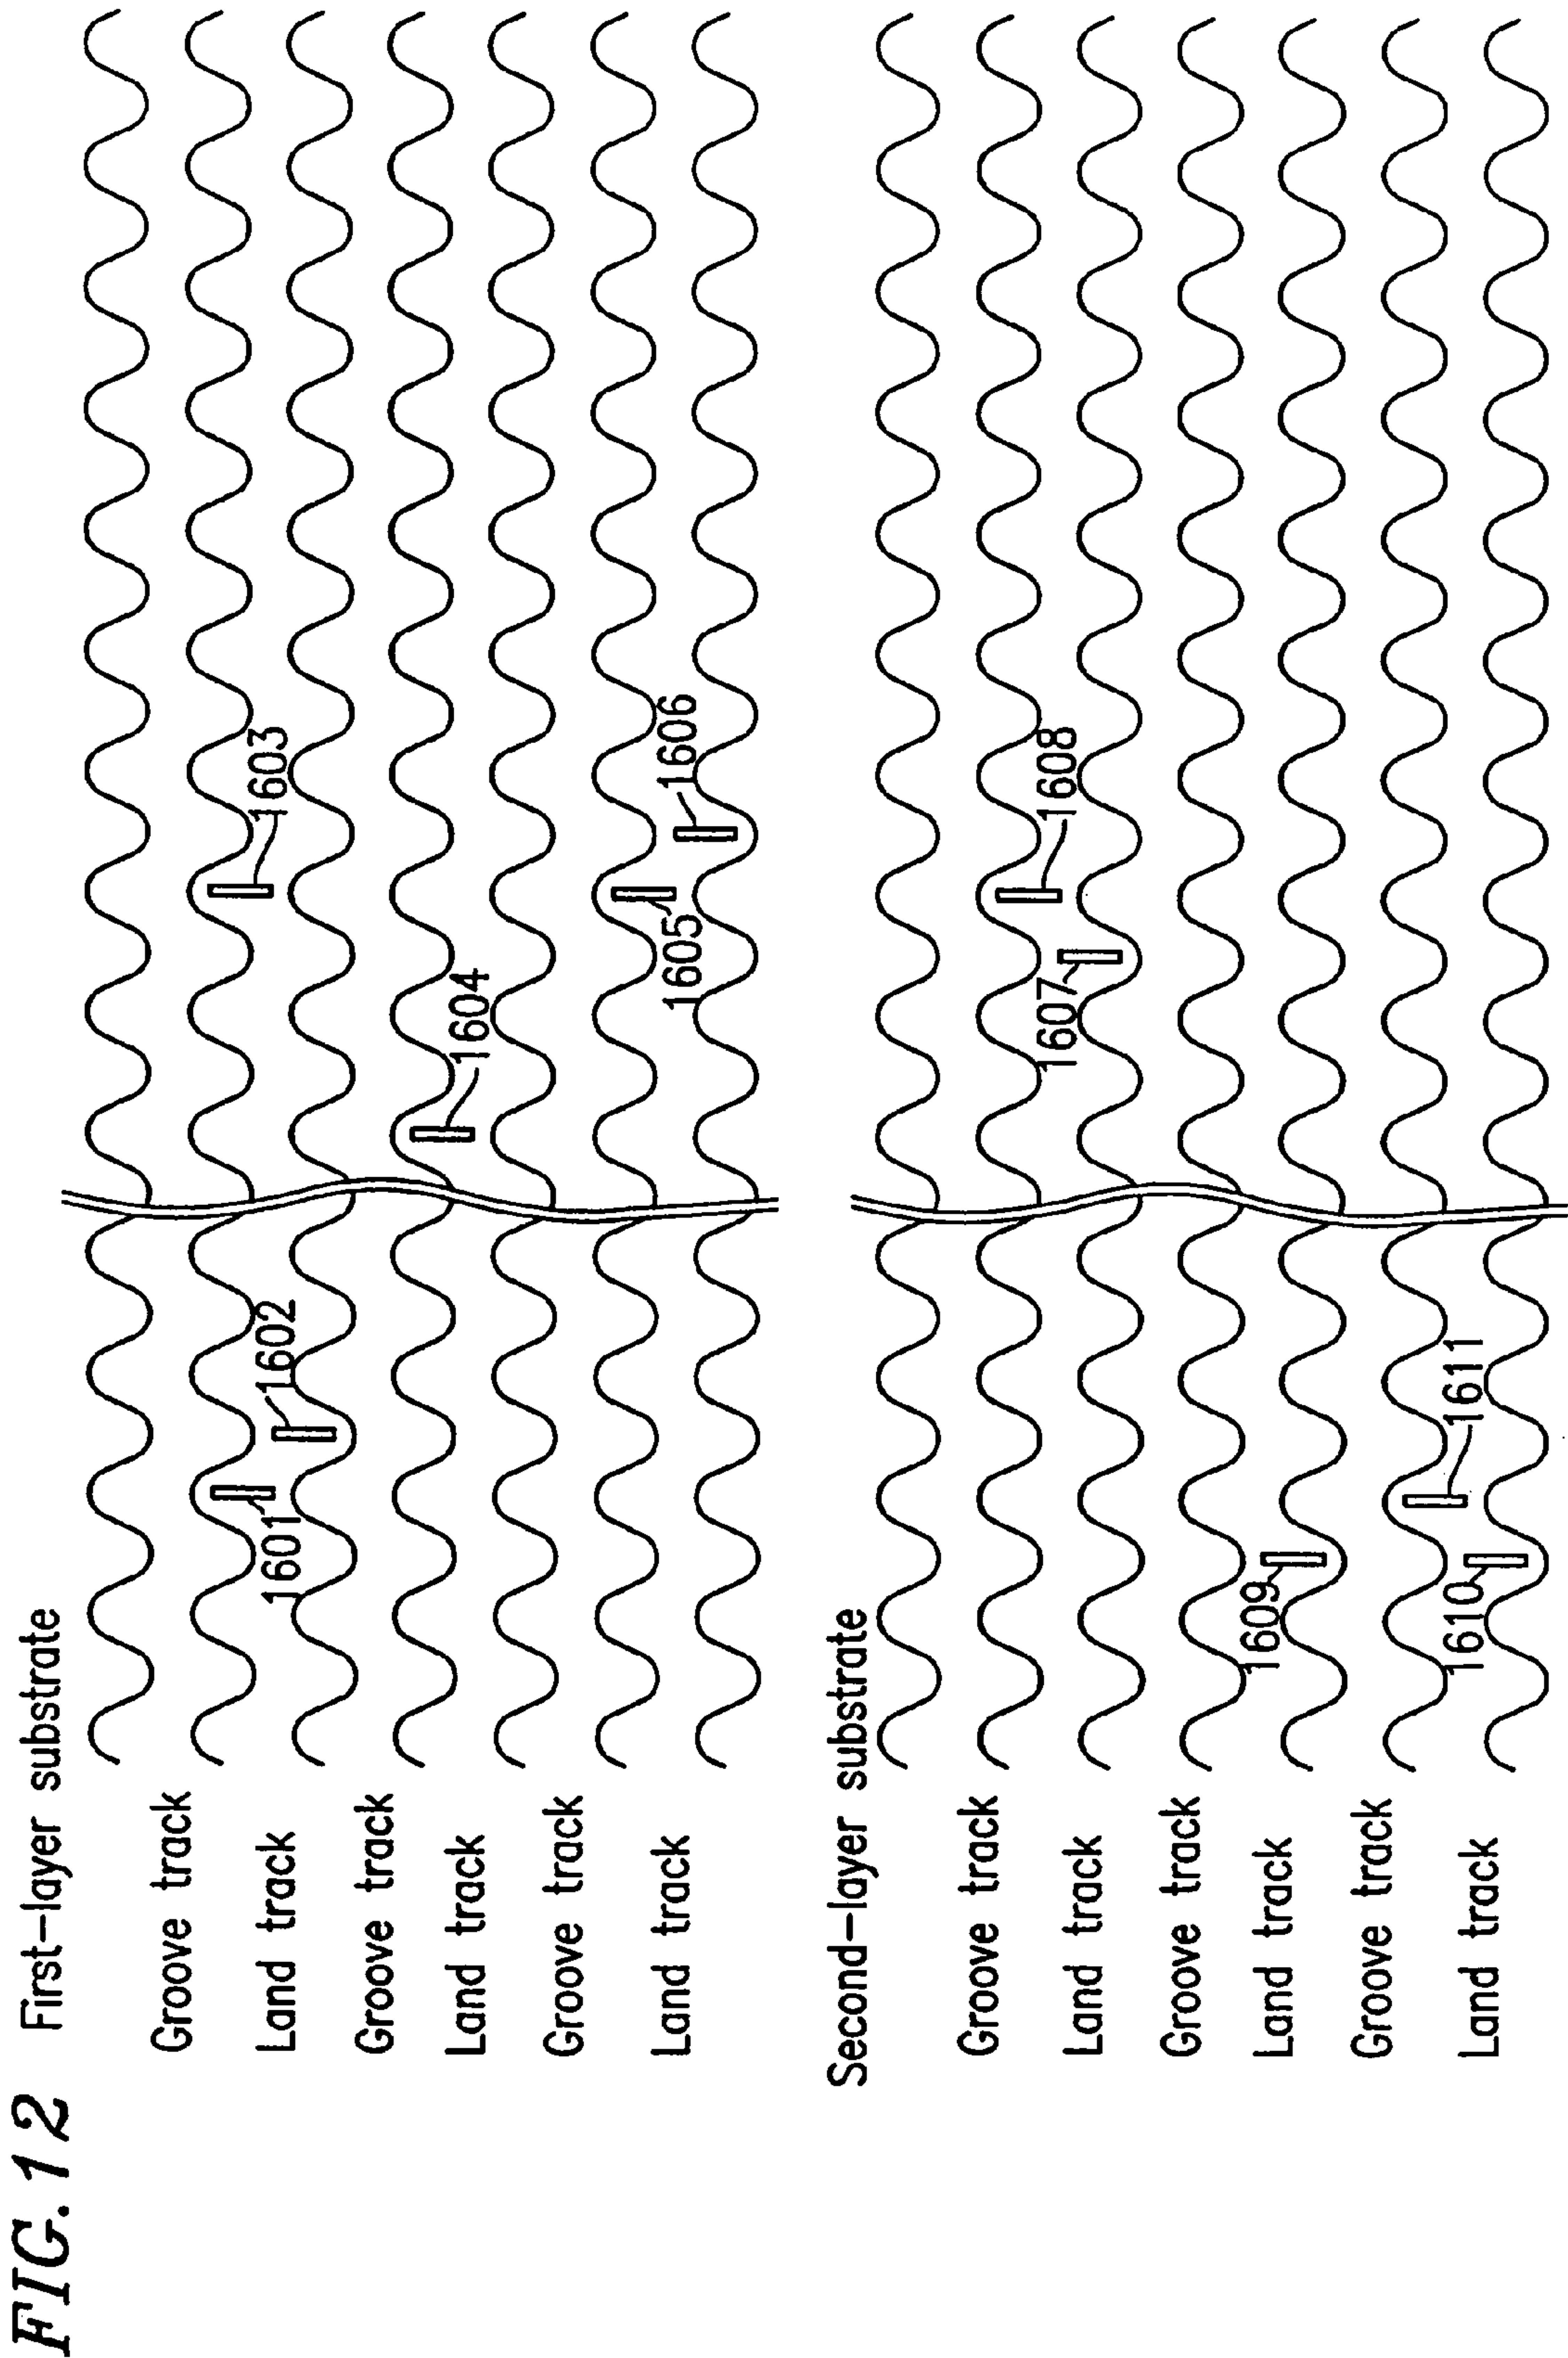 FIG. 12
First-layer substrate
Groove track
Land track
Groove track
Land track
Groove track
Land track
1601
1602
1603
1604
1605
1606
Second-layer substrate
Groove track
Land track
Groove track
Land track
Groove track
Land track
1607
1608
1609
1610
1611